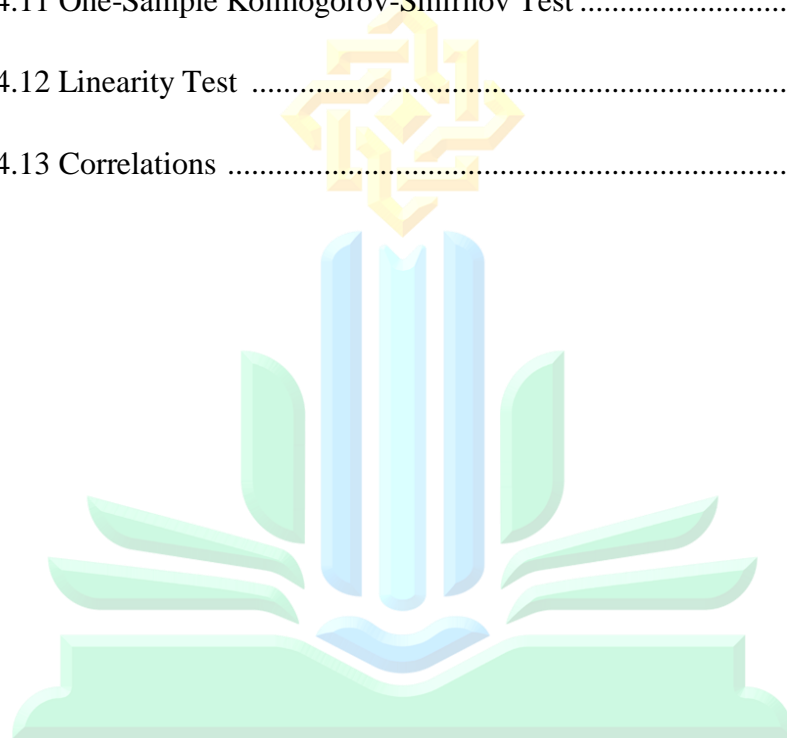 4.11 One-Sample Kolmogorov-Smirnov Test ..........................
4.12 Linearity Test ...................................................................
4.13 Correlations ......................................................................